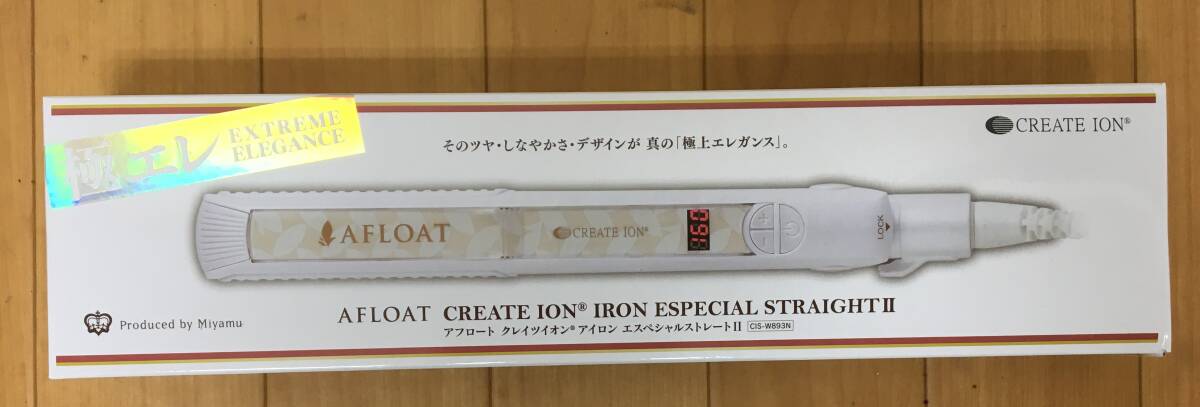 極エレ
EXTREME
ELEGANCE
そのツヤ・しなやかさ・デザインが 真の「極上エレガンス」。
CREATE ION®
AFLOAT
CREATE ION®
160
+
-
LOCK
Produced by Miyamu
AFLOAT CREATE ION® IRON ESPECIAL STRAIGHT II
アフロート クレイツイオン® アイロン エスペシャルストレートII CIS-W893N